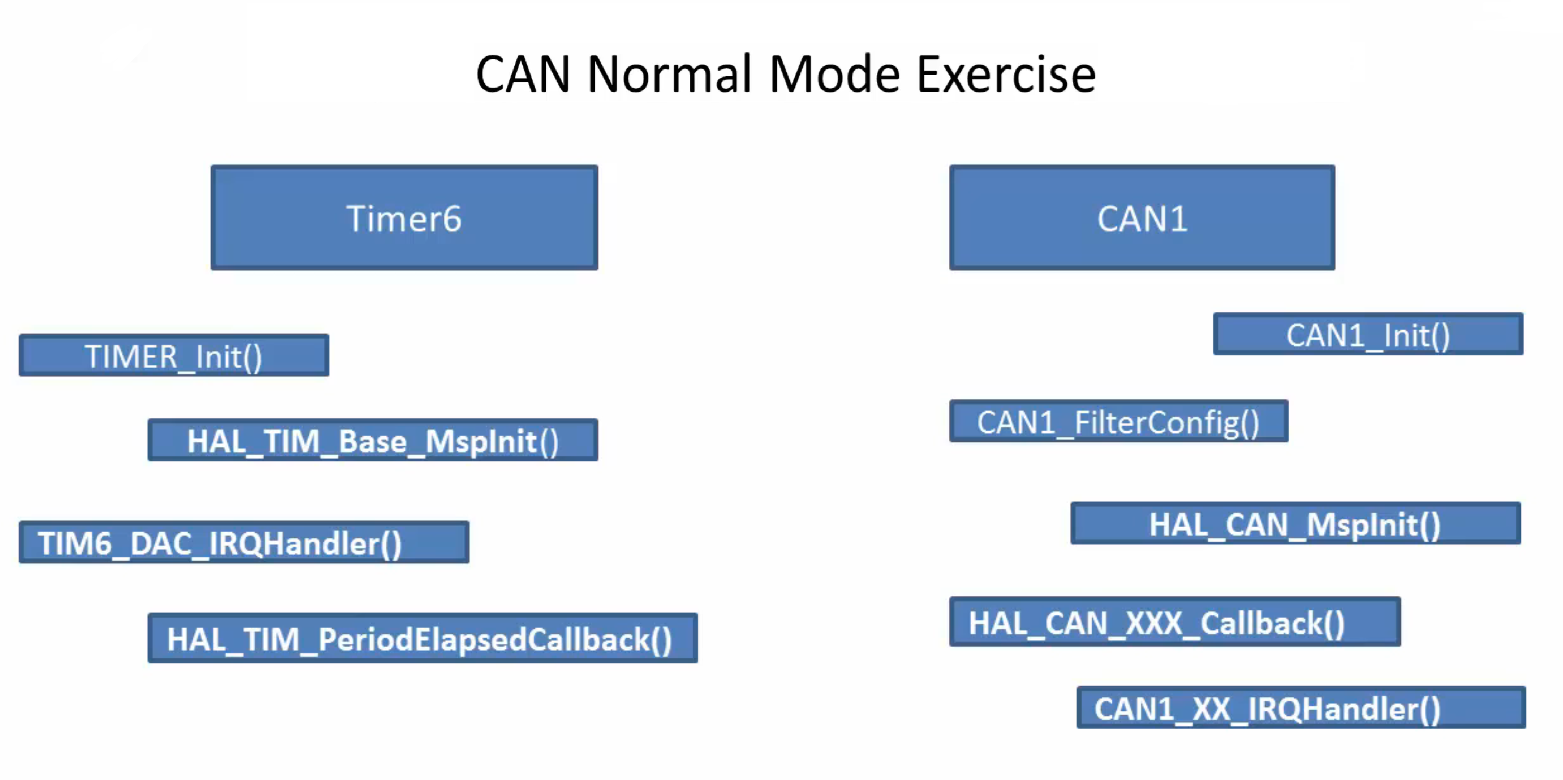 CAN Normal Mode Exercise
Timer6
TIMER_Init()
HAL_TIM_Base_MspInit()
TIM6_DAC_IRQHandler()
HAL_TIM_PeriodElapsedCallback()
CAN1
CAN1_Init()
CAN1_FilterConfig()
HAL_CAN_MspInit()
HAL_CAN_XXX_Callback()
CAN1_XX_IRQHandler()